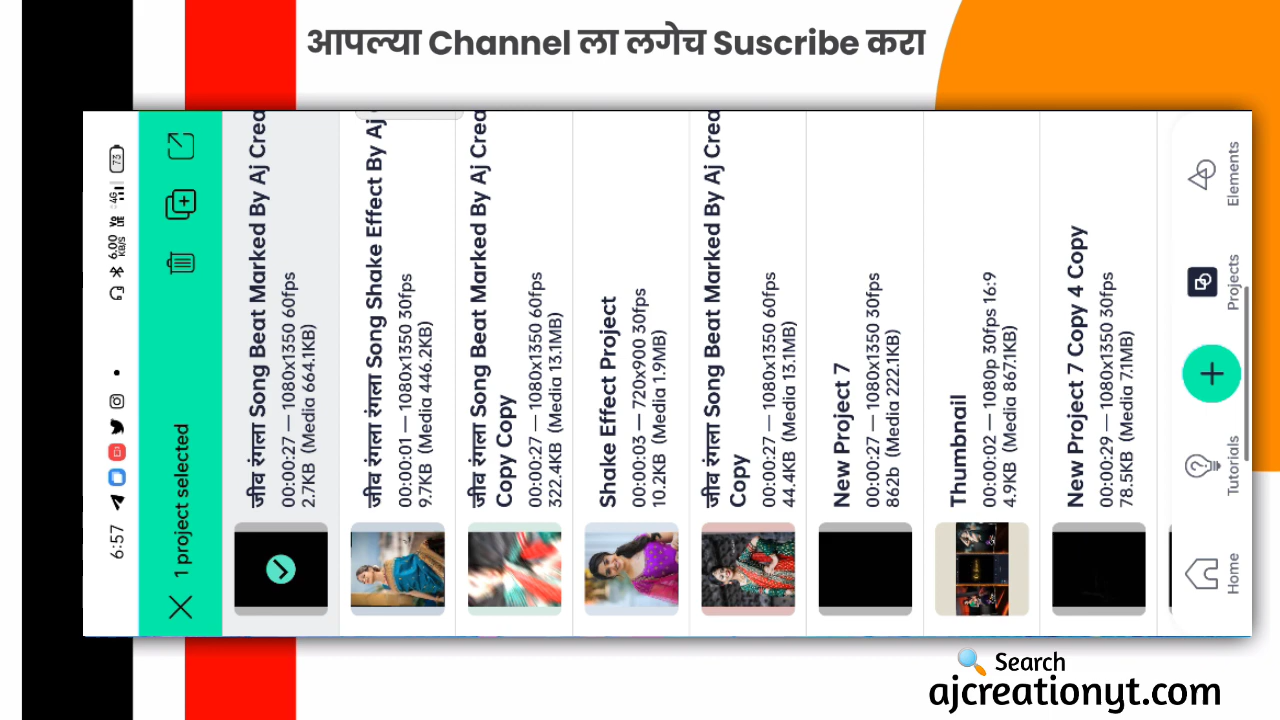 आपल्या Channel ला लगेच Suscribe करा
6:57
6.00 KB/S
Vo LTE
4G
73
1 project selected
जीव रंगला Song Beat Marked By Aj Crea
00:00:27 — 1080x1350 60fps
2.7KB (Media 664.1KB)
जीव रंगला रंगला Song Shake Effect By Aj
00:00:01 — 1080x1350 30fps
9.7KB (Media 446.2KB)
जीव रंगला Song Beat Marked By Aj Crea
Copy Copy
00:00:27 — 1080x1350 60fps
322.4KB (Media 13.1MB)
Shake Effect Project
00:00:03 — 720x900 30fps
10.2KB (Media 1.9MB)
जीव रंगला Song Beat Marked By Aj Crea
Copy
00:00:27 — 1080x1350 60fps
44.4KB (Media 13.1MB)
New Project 7
00:00:27 — 1080x1350 30fps
862b (Media 222.1KB)
Thumbnail
00:00:02 — 1080p 30fps 16:9
4.9KB (Media 867.1KB)
New Project 7 Copy 4 Copy
00:00:29 — 1080x1350 30fps
78.5KB (Media 7.1MB)
Home
Tutorials
Projects
Elements
Search
ajcreationyt.com